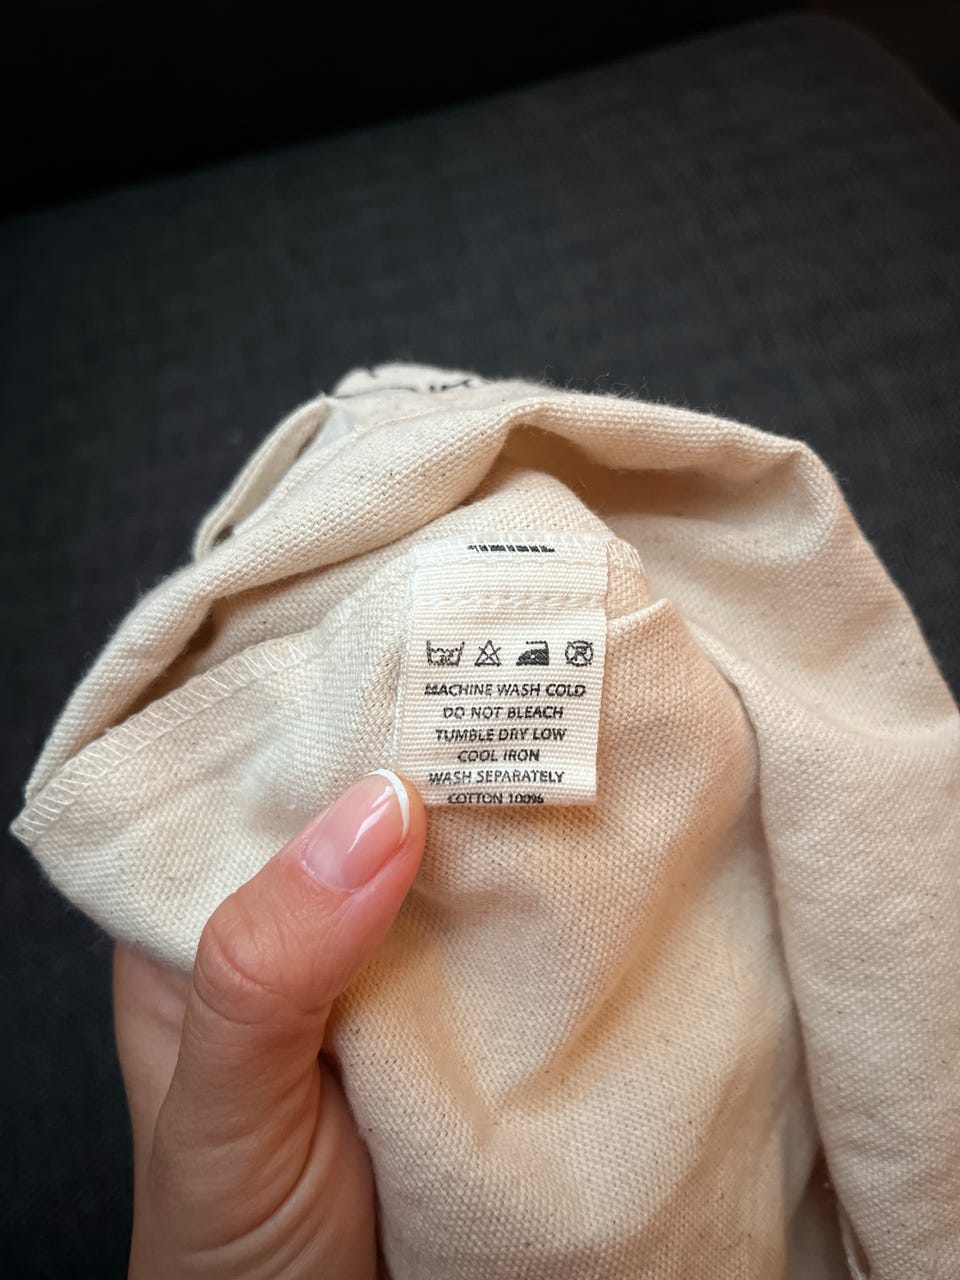 MACHINE WASH COLD
DO NOT BLEACH
TUMBLE DRY LOW
COOL IRON
WASH SEPARATELY
COTTON 100%